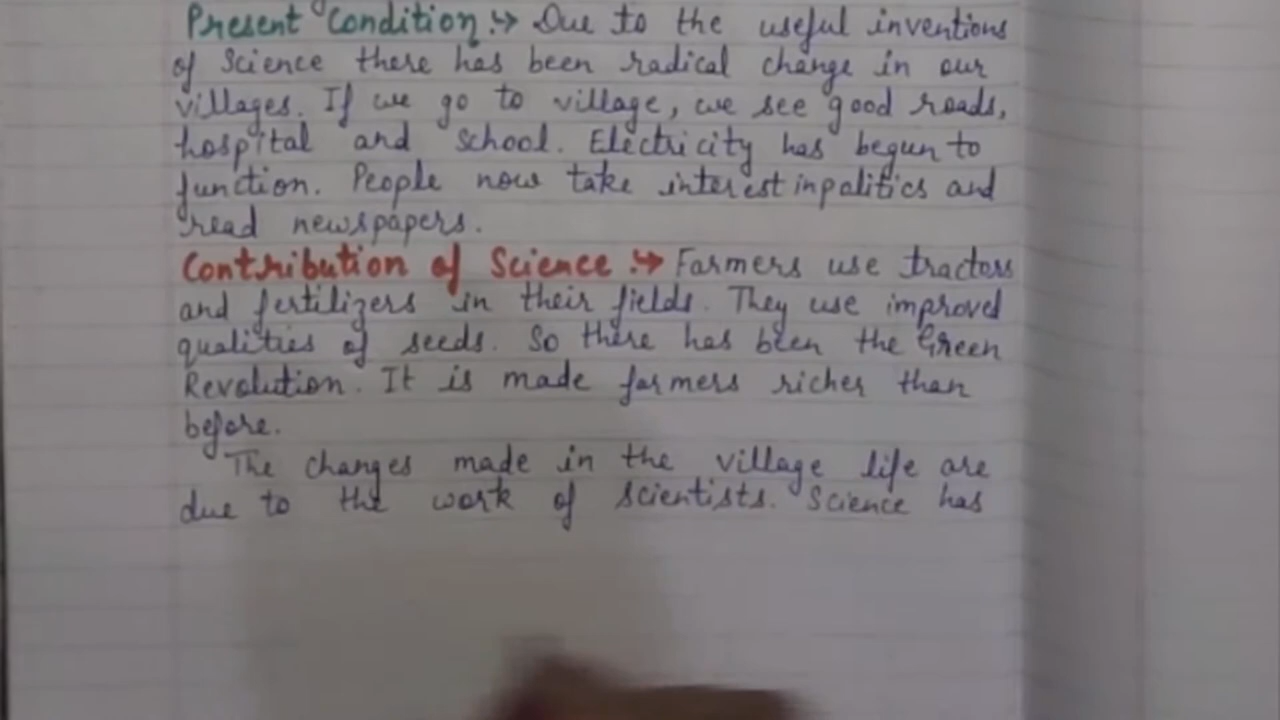 Present Condition :→ Due to the useful inventions
of Science there has been radical change in our
villages. If we go to village, we see good roads,
hospital and school. Electricity has begun to
function. People now take interest in politics and
read newspapers.
Contribution of Science :→ Farmers use tractors
and fertilizers in their fields. They use improved
qualities of seeds. So there has been the Green
Revolution. It is made farmers richer than
before.
The changes made in the village life are
due to the work of scientists. Science has